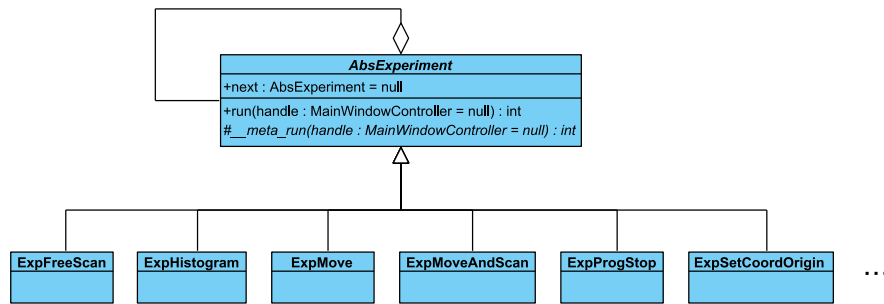 AbsExperiment
+next : AbsExperiment = null
+run(handle : MainWindowController = null) : int
#__meta_run(handle : MainWindowController = null) : int
ExpFreeScan ExpHistogram ExpMove ExpMoveAndScan ExpProgStop ExpSetCoordOrigin ...